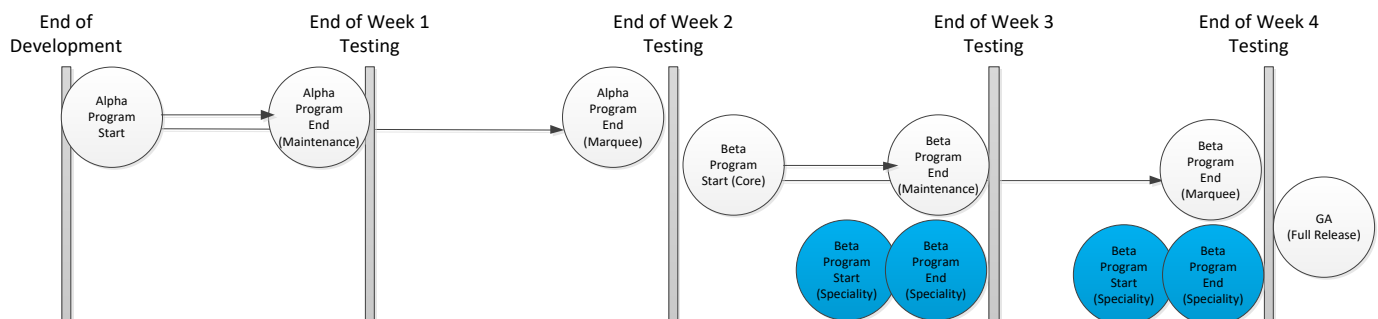 End of
Development
End of Week 1
Testing
End of Week 2
Testing
End of Week 3
Testing
End of Week 4
Testing
Alpha
Program
Start
Alpha
Program
End
(Maintenance)
Alpha
Program
End
(Marquee)
Beta
Program
Start (Core)
Beta
Program
End
(Maintenance)
Beta
Program
End
(Marquee)
GA
(Full Release)
Beta
Program
Start
(Speciality)
Beta
Program
End
(Speciality)
Beta
Program
Start
(Speciality)
Beta
Program
End
(Speciality)